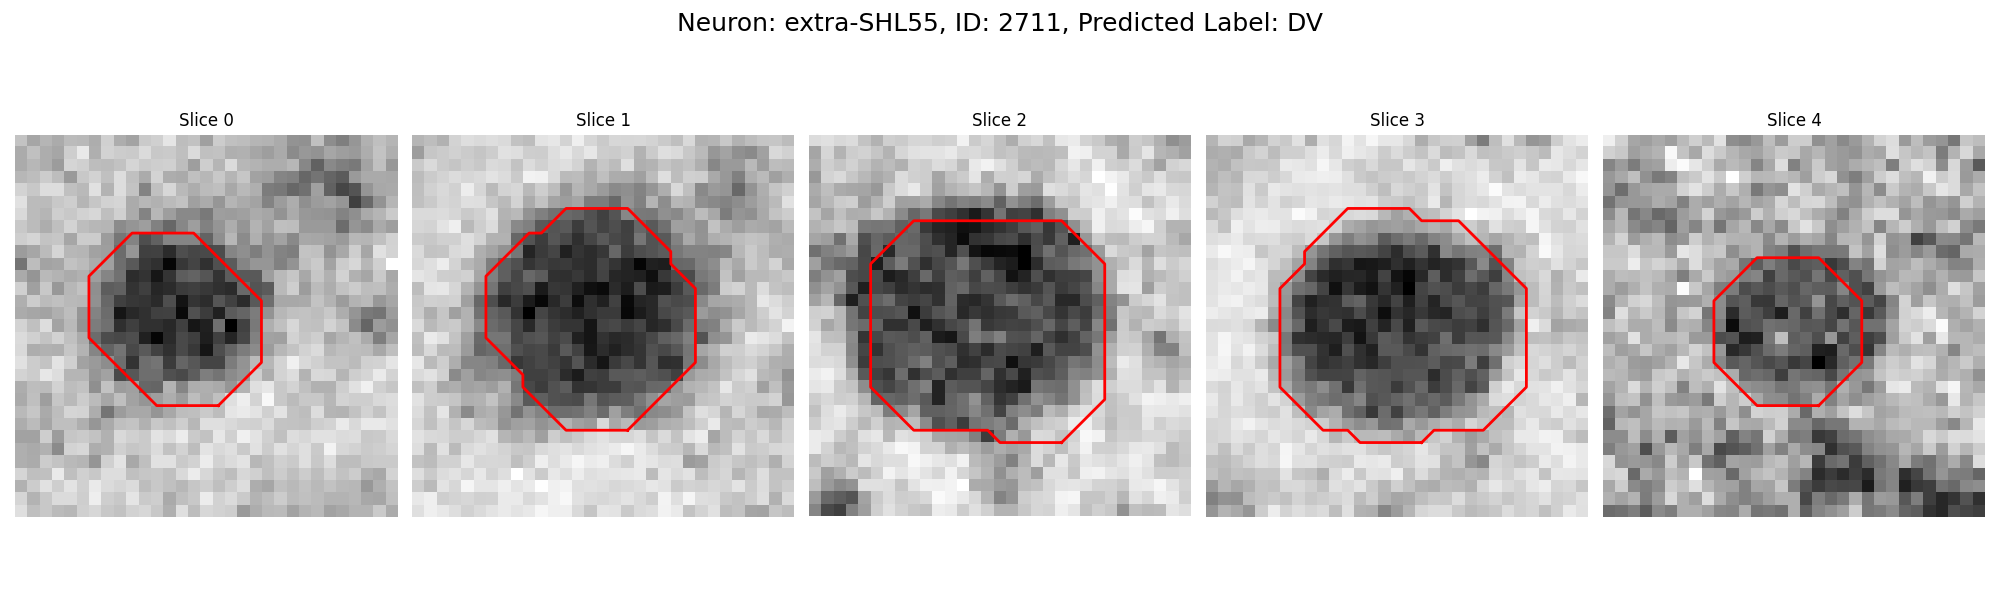 Neuron: extra-SHL55, ID: 2711, Predicted Label: DV
Slice 0
Slice 1
Slice 2
Slice 3
Slice 4